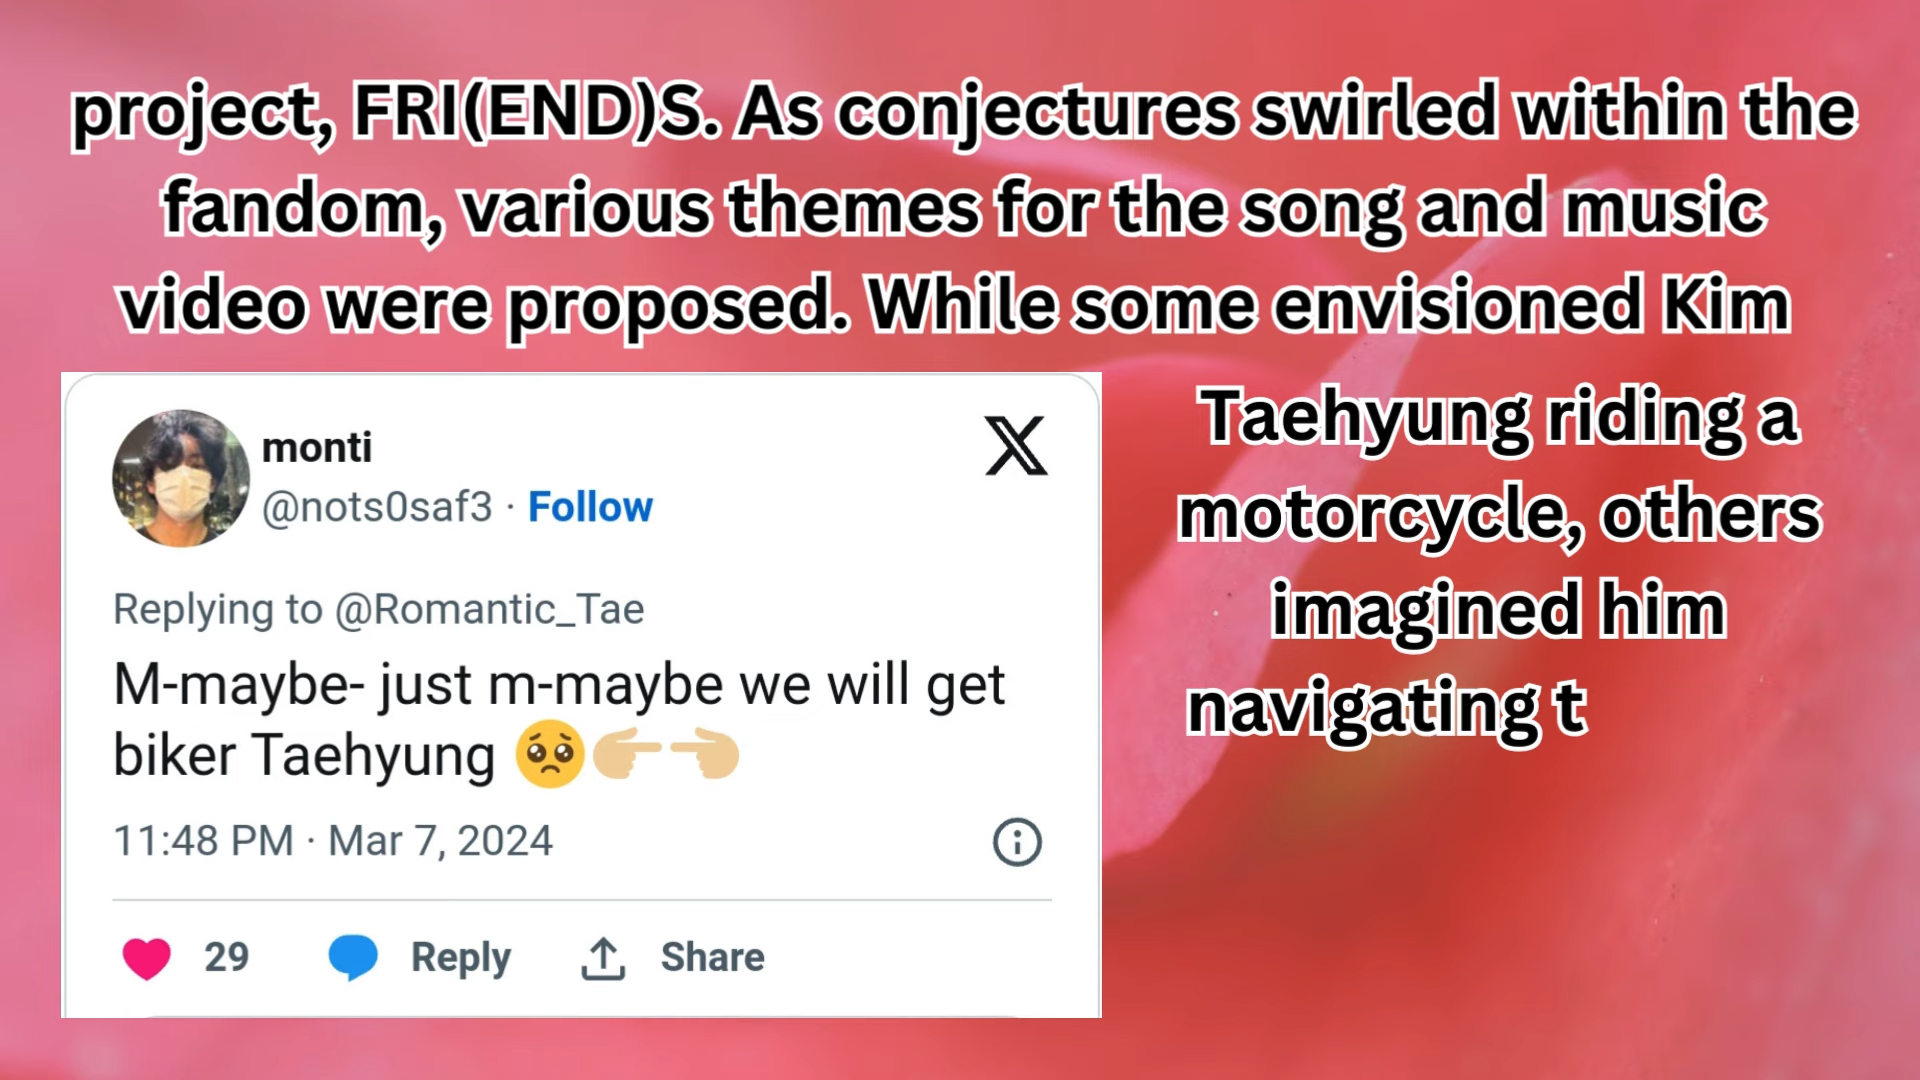 project, FRI(END)S. As conjectures swirled within the
fandom, various themes for the song and music
video were proposed. While some envisioned Kim
Taehyung riding a
motorcycle, others
imagined him
navigating t
monti
@nots0saf3 · Follow
Replying to @Romantic_Tae
M-maybe- just m-maybe we will get
biker Taehyung 🥺🫱🏼🫲🏼
11:48 PM · Mar 7, 2024
29 Reply Share